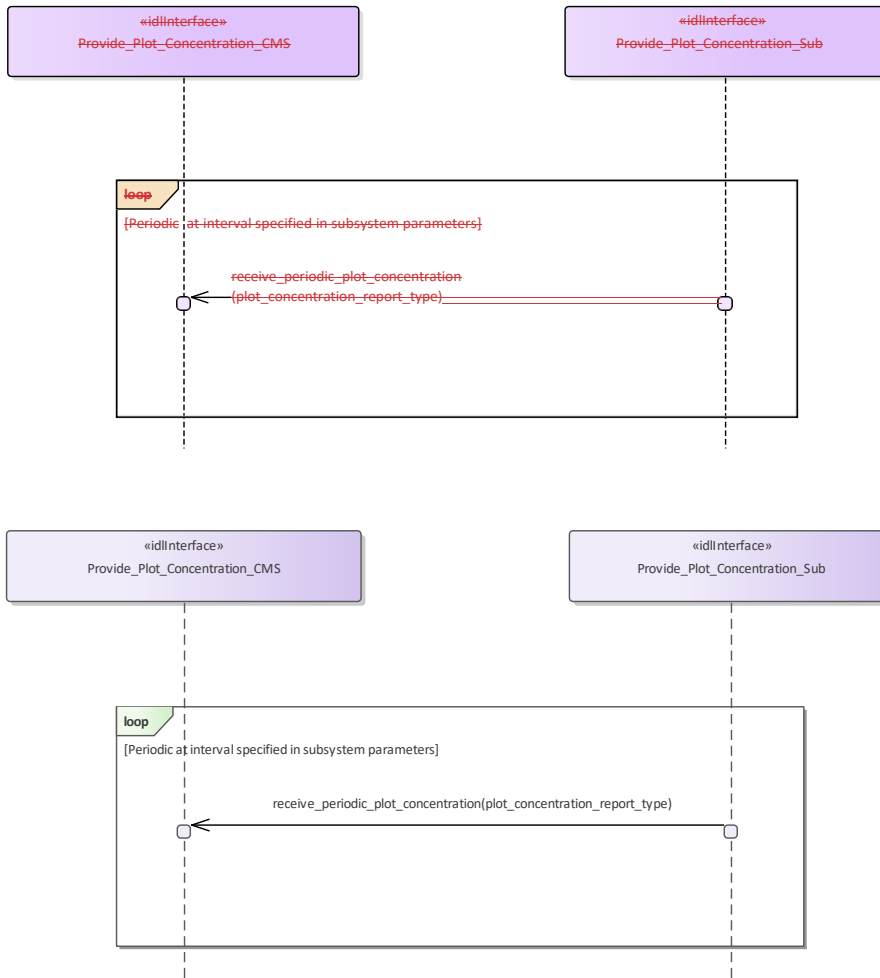 «idlInterface»
Provide_Plot_Concentration_CMS
«idlInterface»
Provide_Plot_Concentration_Sub
loop
[Periodic at interval specified in subsystem parameters]
receive_periodic_plot_concentration
(plot_concentration_report_type)
«idlInterface»
Provide_Plot_Concentration_CMS
«idlInterface»
Provide_Plot_Concentration_Sub
loop
[Periodic at interval specified in subsystem parameters]
receive_periodic_plot_concentration(plot_concentration_report_type)